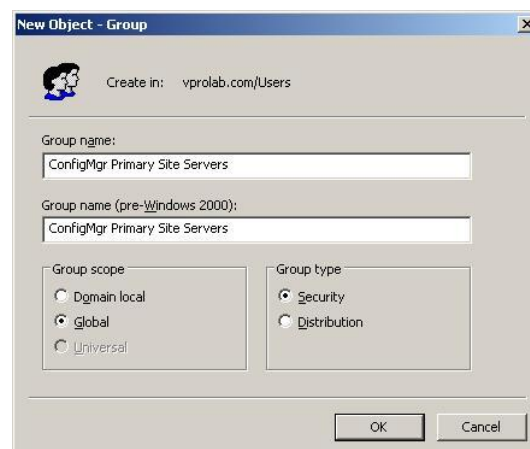 New Object - Group
Create in: vprolab.com/Users
Group name:
ConfigMgr Primary Site Servers
Group name (pre-Windows 2000):
ConfigMgr Primary Site Servers
Group scope
Domain local
Global
Universal
Group type
Security
Distribution
OK
Cancel